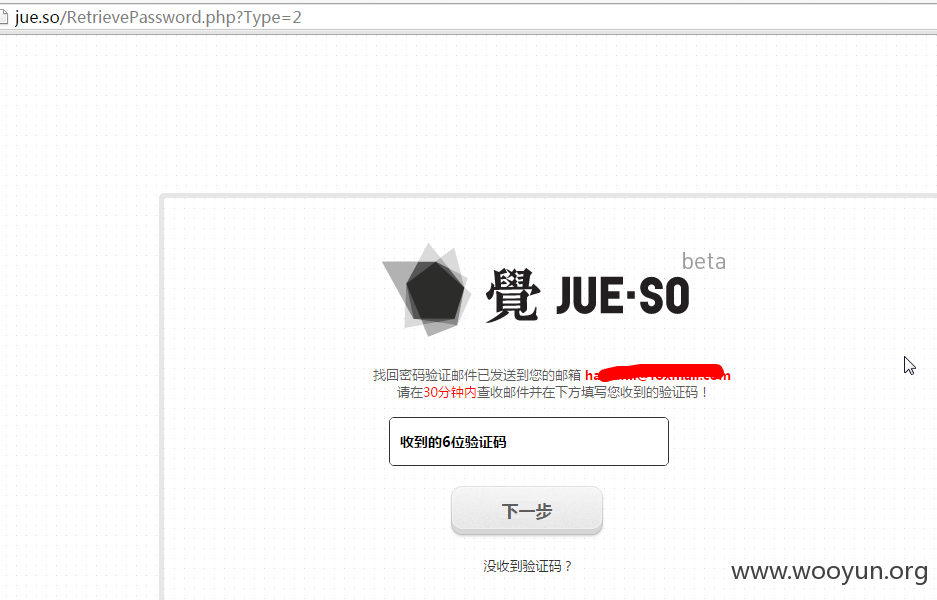 jue.so/RetrievePassword.php?Type=2
beta
覺 JUE·SO
找回密码验证邮件已发送到您的邮箱
请在30分钟内查收邮件并在下方填写您收到的验证码！
收到的6位验证码
下一步
没收到验证码？
www.wooyun.org